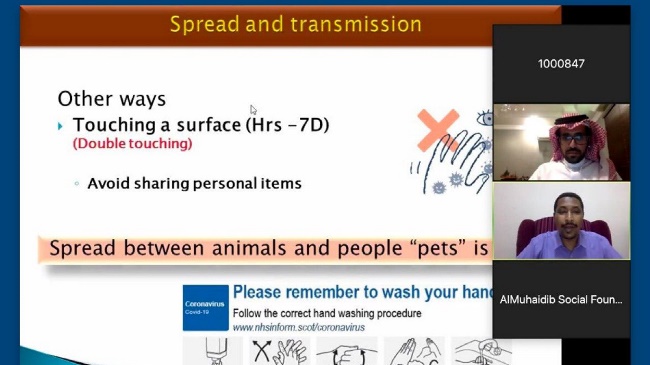 Spread and transmission
Other ways
Touching a surface (Hrs –7D)
(Double touching)
Avoid sharing personal items
Spread between animals and people “pets” is
Coronavirus
Covid-19
Please remember to wash your hand
Follow the correct hand washing procedure
www.nhsinform.scot/coronavirus
1000847
AlMuhaidib Social Foun...